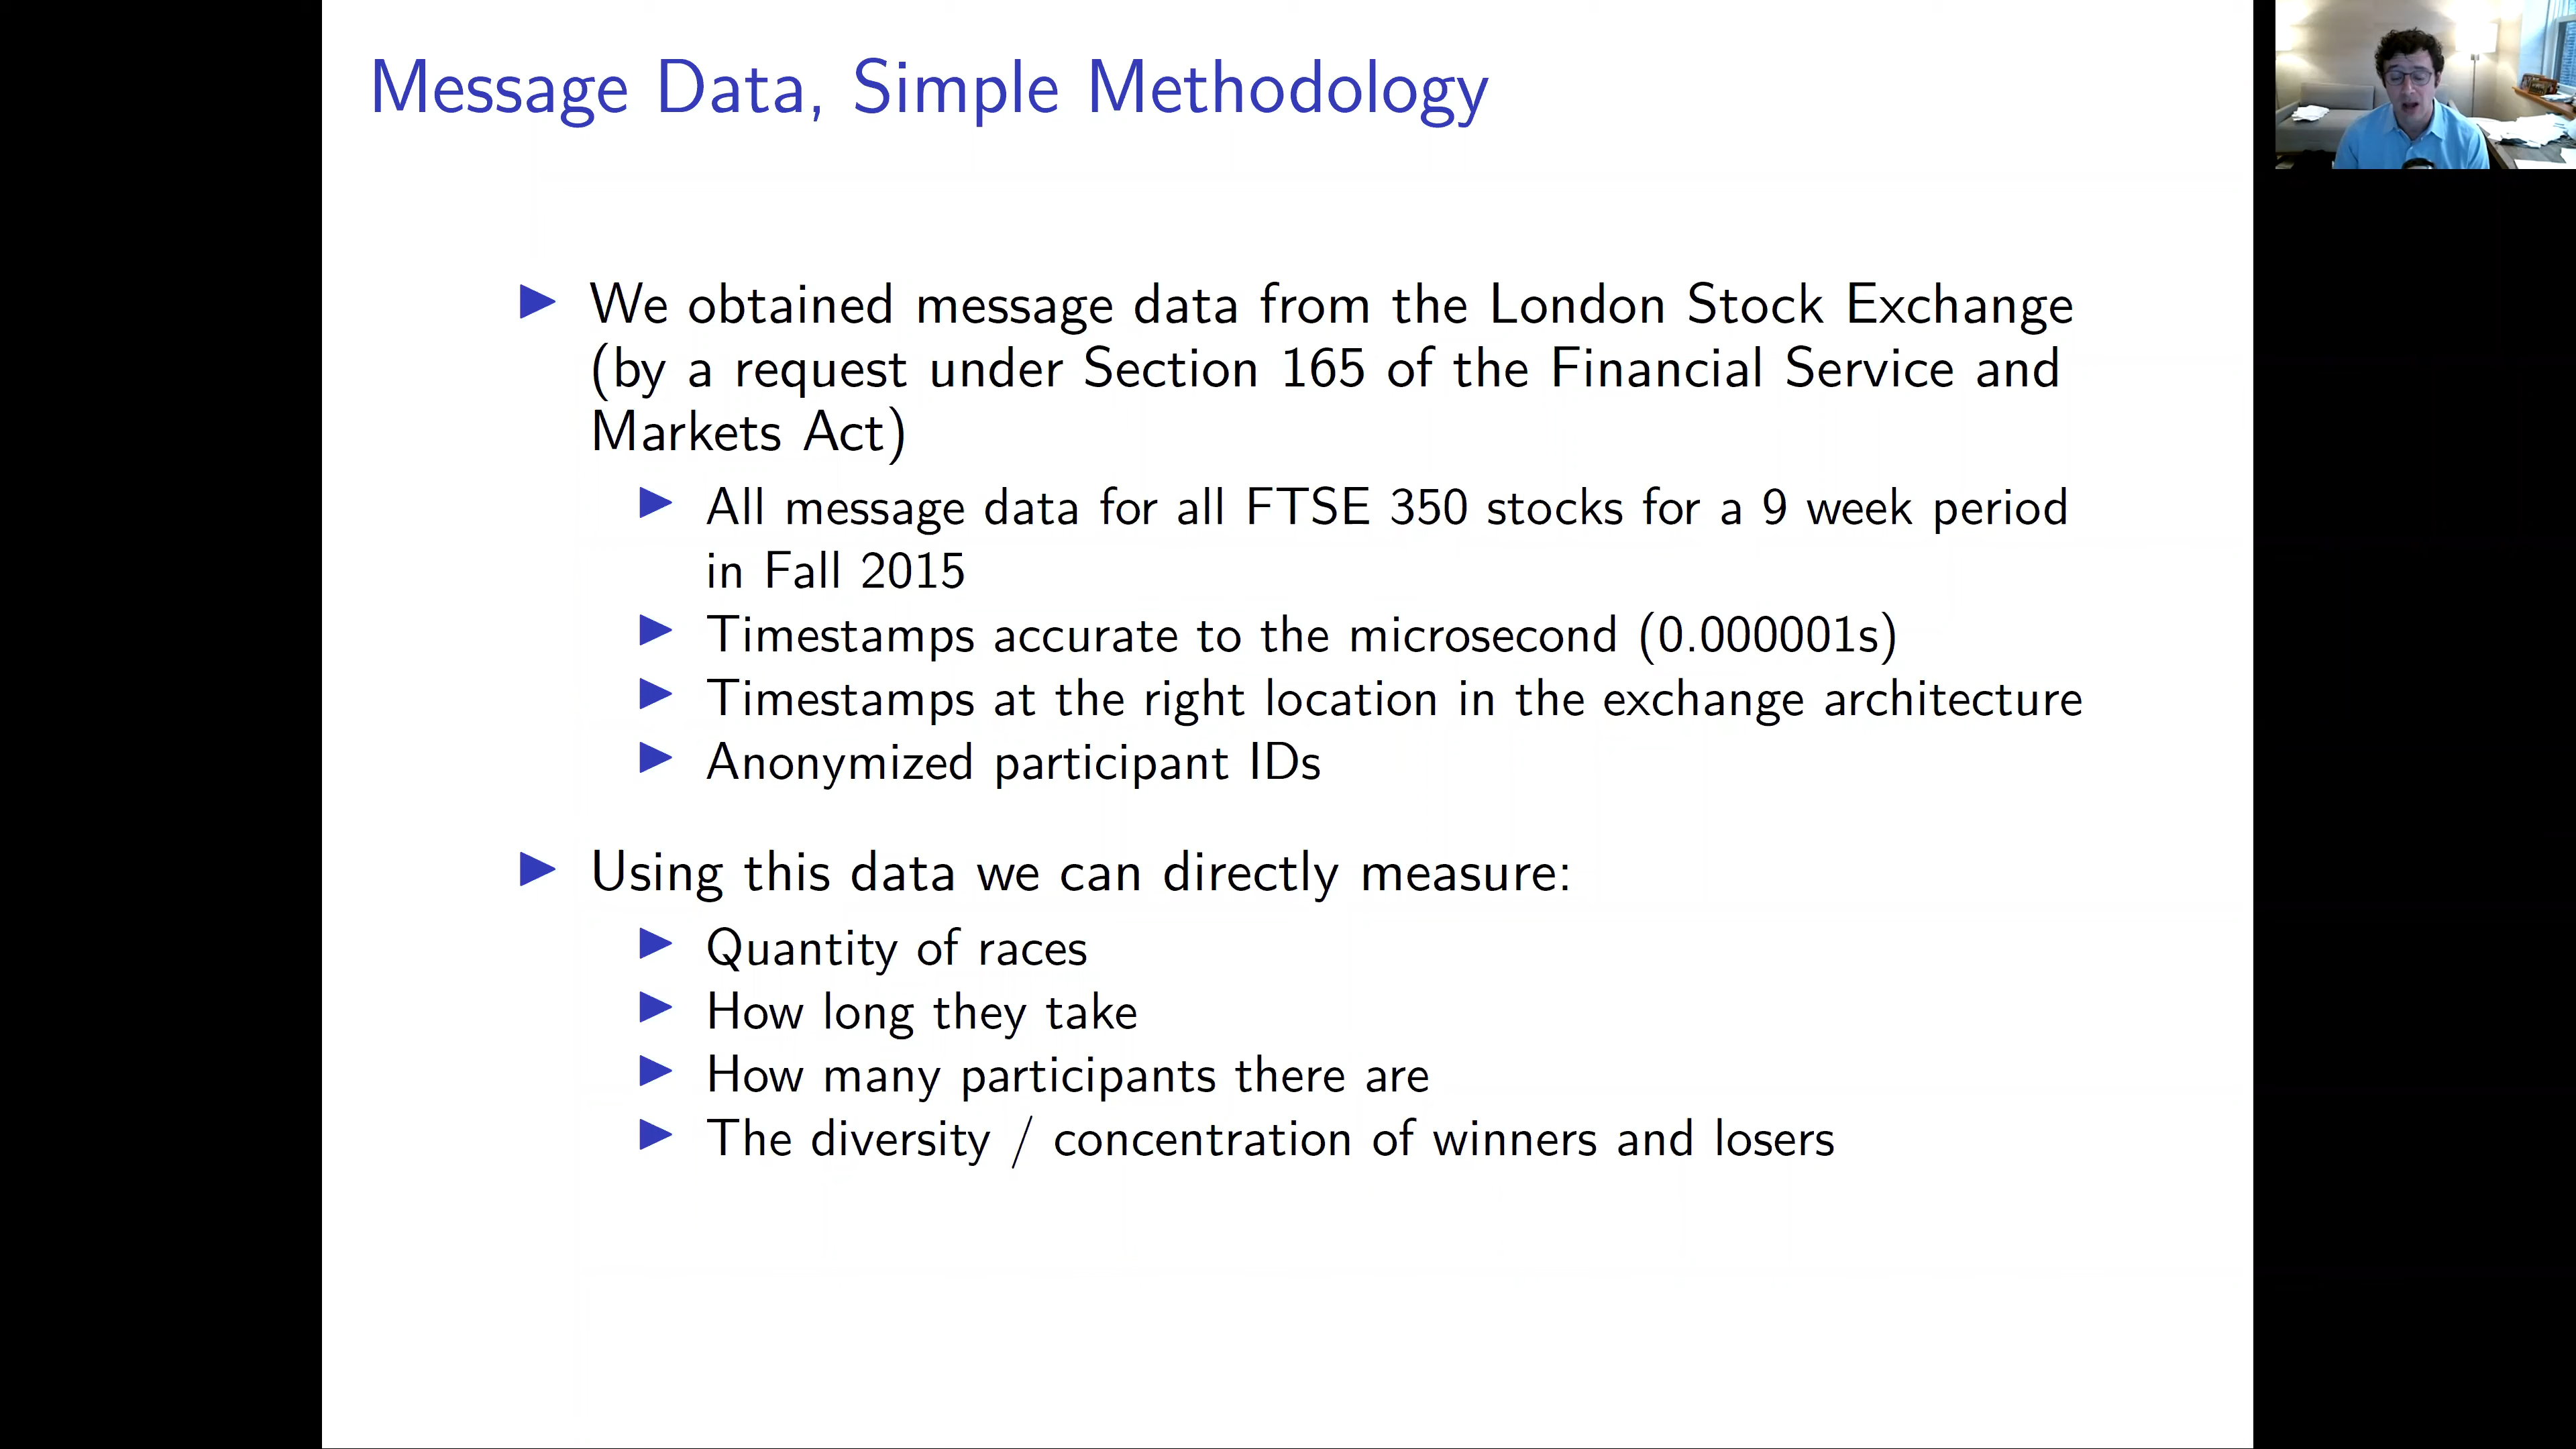 Message Data, Simple Methodology
▶ We obtained message data from the London Stock Exchange
(by a request under Section 165 of the Financial Service and
Markets Act)
▶ All message data for all FTSE 350 stocks for a 9 week period
in Fall 2015
▶ Timestamps accurate to the microsecond (0.000001s)
▶ Timestamps at the right location in the exchange architecture
▶ Anonymized participant IDs
▶ Using this data we can directly measure:
▶ Quantity of races
▶ How long they take
▶ How many participants there are
▶ The diversity / concentration of winners and losers